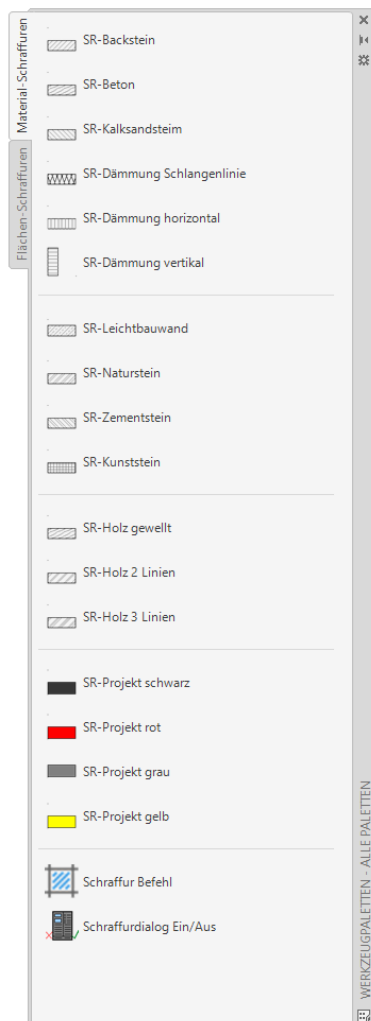 Material-Schraffuren
Flächen-Schraffuren
SR-Backstein
SR-Beton
SR-Kalksandsteim
SR-Dämmung Schlangenlinie
SR-Dämmung horizontal
SR-Dämmung vertikal
SR-Leichtbauwand
SR-Naturstein
SR-Zementstein
SR-Kunststein
SR-Holz gewellt
SR-Holz 2 Linien
SR-Holz 3 Linien
SR-Projekt schwarz
SR-Projekt rot
SR-Projekt grau
SR-Projekt gelb
Schraffur Befehl
Schraffurdialog Ein/Aus
WERKZEUGPALETTEN - ALLE PALETTEN